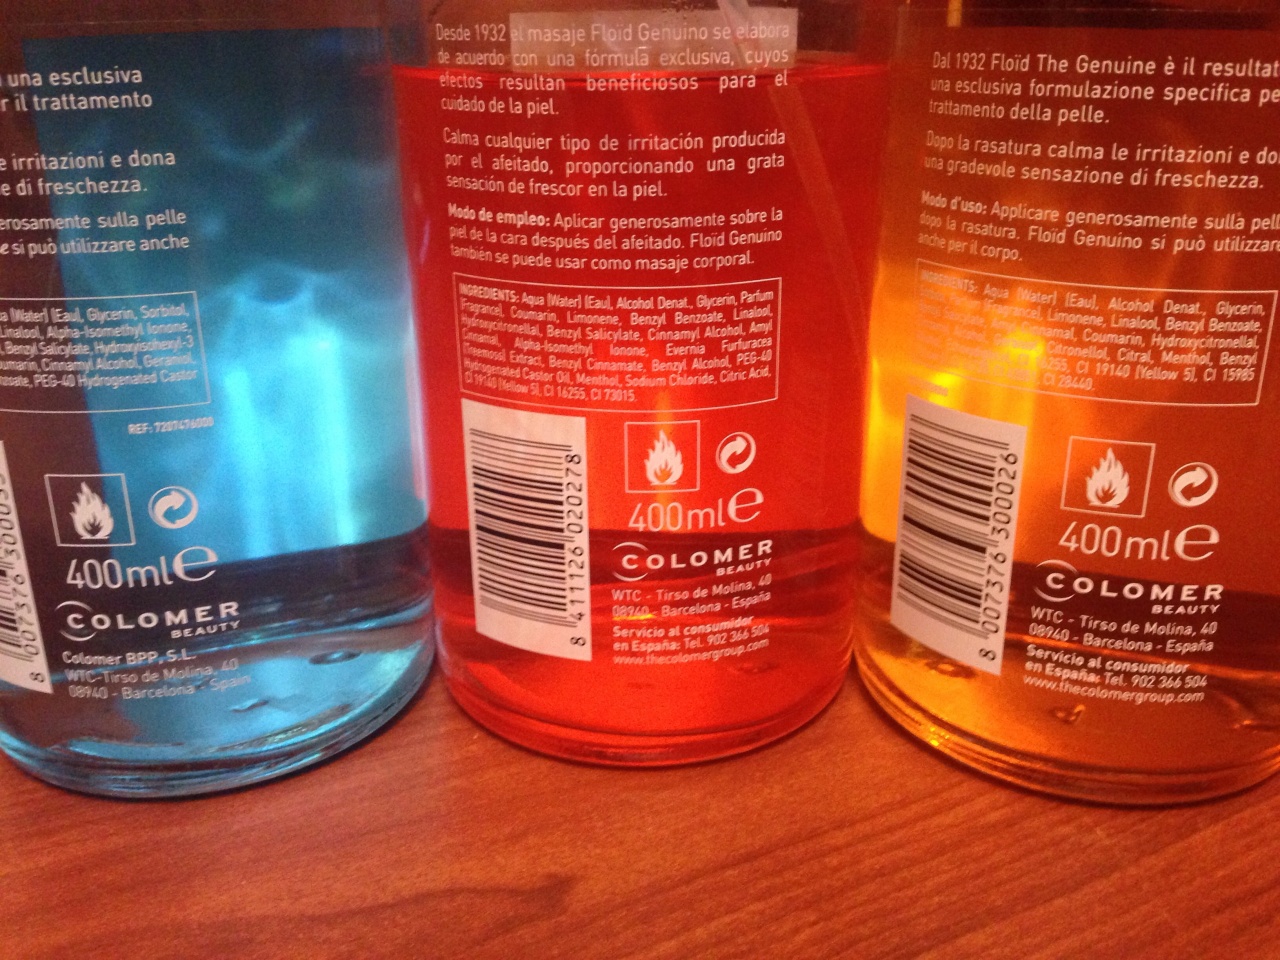 una esclusiva
r il trattamento
e irritazioni e dona
e di freschezza.
erosamente sulla pelle
e si può utilizzare anche
[Water] [Eau], Glycerin, Sorbitol,
Linalool, Alpha-Isomethyl Ionone,
Benzyl Salicylate, Hydroxyisohexyl-3
Cinnamyl Alcohol, Geraniol,
PEG-40 Hydrogenated Castor
REF: 7207476000
400ml e
COLOMER
BEAUTY
Colomer BPP, S.L.
WTC-Tirso de Molina, 40
08940 - Barcelona - Spain
8 007376 
Desde 1932 el masaje Floïd Genuino se elabora
de acuerdo con una fórmula exclusiva, cuyos
efectos resultan beneficiosos para el
cuidado de la piel.
Calma cualquier tipo de irritación producida
por el afeitado, proporcionando una grata
sensación de frescor en la piel.
Modo de empleo: Aplicar generosamente sobre la
piel de la cara después del afeitado. Floïd Genuino
también se puede usar como masaje corporal.
INGREDIENTS: Aqua [Water] [Eau], Alcohol Denat., Glycerin, Parfum
[Fragrance], Coumarin, Limonene, Benzyl Benzoate, Linalool,
Hydroxycitronellal, Benzyl Salicylate, Cinnamyl Alcohol, Amyl
Cinnamal, Alpha-Isomethyl Ionone, Evernia Furfuracea
[Treemoss] Extract, Benzyl Cinnamate, Benzyl Alcohol, PEG-40
Hydrogenated Castor Oil, Menthol, Sodium Chloride, Citric Acid,
CI 19140 [Yellow 5], CI 16255, CI 73015.
8 411126 020278
400ml e
COLOMER
BEAUTY
WTC - Tirso de Molina, 40
08940 - Barcelona - España
Servicio al consumidor
en España: Tel. 902 366 504
www.thecolomergroup.com
Dal 1932 Floïd The Genuine è il resultat
una esclusiva formulazione specifica pe
trattamento della pelle.
Dopo la rasatura calma le irritazioni e do
una gradevole sensazione di freschezza.
Modo d'uso: Applicare generosamente sulla pell
dopo la rasatura. Floïd Genuino si può utilizzare
anche per il corpo.
INGREDIENTS: Aqua [Water] [Eau], Alcohol Denat., Glycerin,
Parfum [Fragrance], Limonene, Linalool, Benzyl Benzoate,
Cinnamal, Coumarin, Hydroxycitronellal,
Citronellol, Citral, Menthol, Benzyl
CI 19140 [Yellow 5], CI 15985
CI 28440.
8 007376 300026
400ml e
COLOMER
BEAUTY
WTC - Tirso de Molina, 40
08940 - Barcelona - España
Servicio al consumidor
en España: Tel. 902 366 504
www.thecolomergroup.com